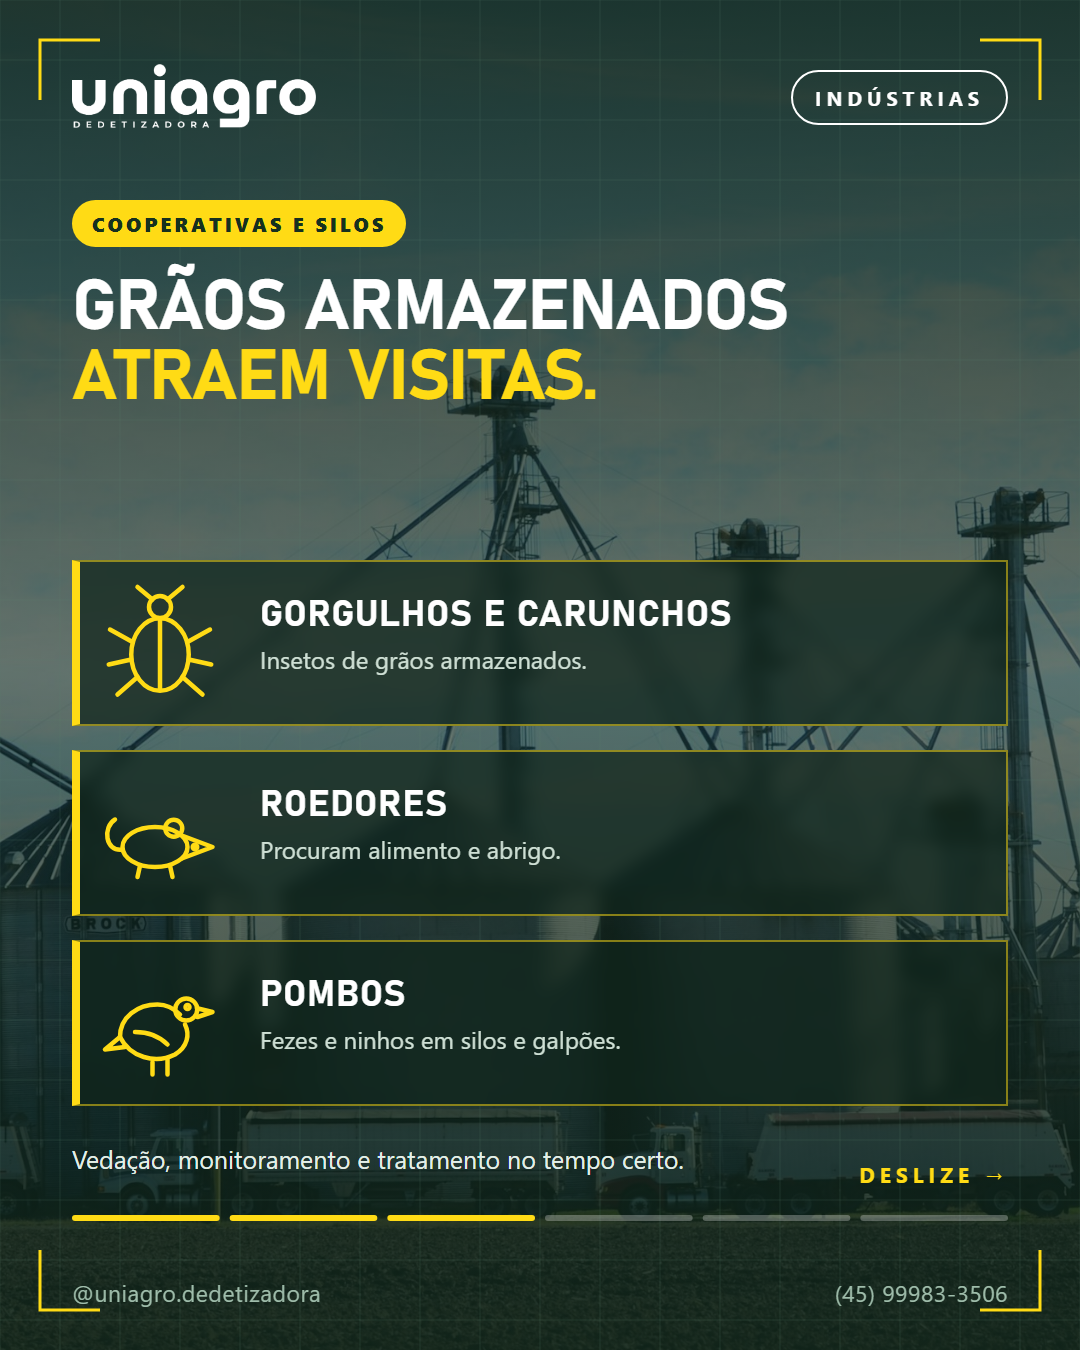 uniagro
DEDETIZADORA
INDÚSTRIAS
COOPERATIVAS E SILOS
GRÃOS ARMAZENADOS
ATRAEM VISITAS.
GORGULHOS E CARUNCHOS
Insetos de grãos armazenados.
ROEDORES
Procuram alimento e abrigo.
BROCK
POMBOS
Fezes e ninhos em silos e galpões.
Vedação, monitoramento e tratamento no tempo certo.
DESLIZE →
@uniagro.dedetizadora
(45) 99983-3506